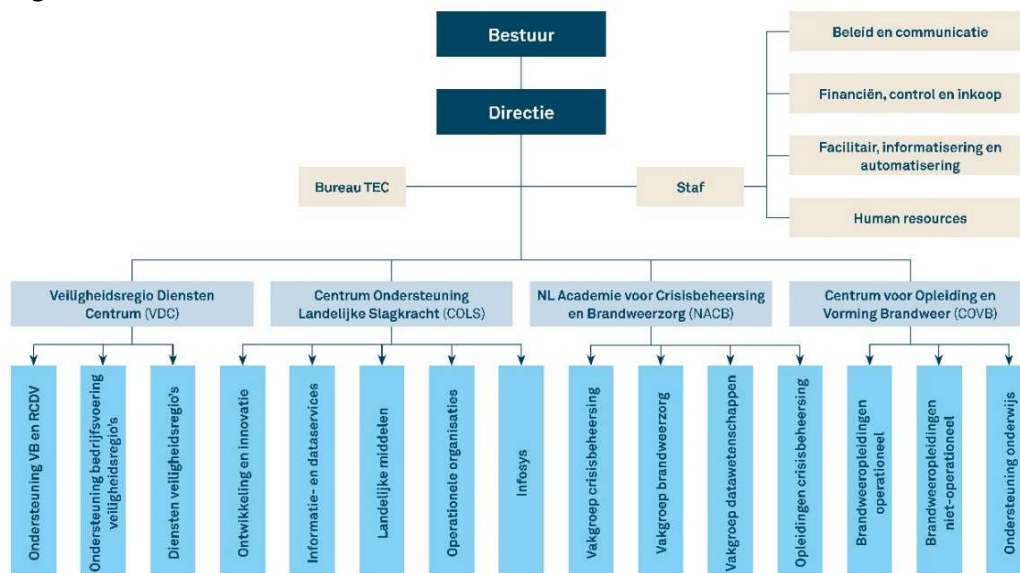 Bestuur
Directie
Bureau TEC
Staf
Beleid en communicatie
Financiën, control en inkoop
Facilitair, informatisering en
automatisering
Human resources
Veiligheidsregio Diensten
Centrum (VDC)
Centrum Ondersteuning
Landelijke Slagkracht (COLS)
NL Academie voor Crisisbeheersing
en Brandweerzorg (NACB)
Centrum voor Opleiding en
Vorming Brandweer (COVB)
Ondersteuning VB en RCDV
Ondersteuning bedrijfsvoering
veiligheidsregio's
Diensten veiligheidsregio's
Ontwikkeling en innovatie
Informatie- en dataservices
Landelijke middelen
Operationele organisaties
Infosys
Vakgroep crisisbeheersing
Vakgroep brandweerzorg
Vakgroep datawetenschappen
Opleidingen crisisbeheersing
Brandweeropleidingen
operationeel
Brandweeropleidingen
niet-operationeel
Ondersteuning onderwijs